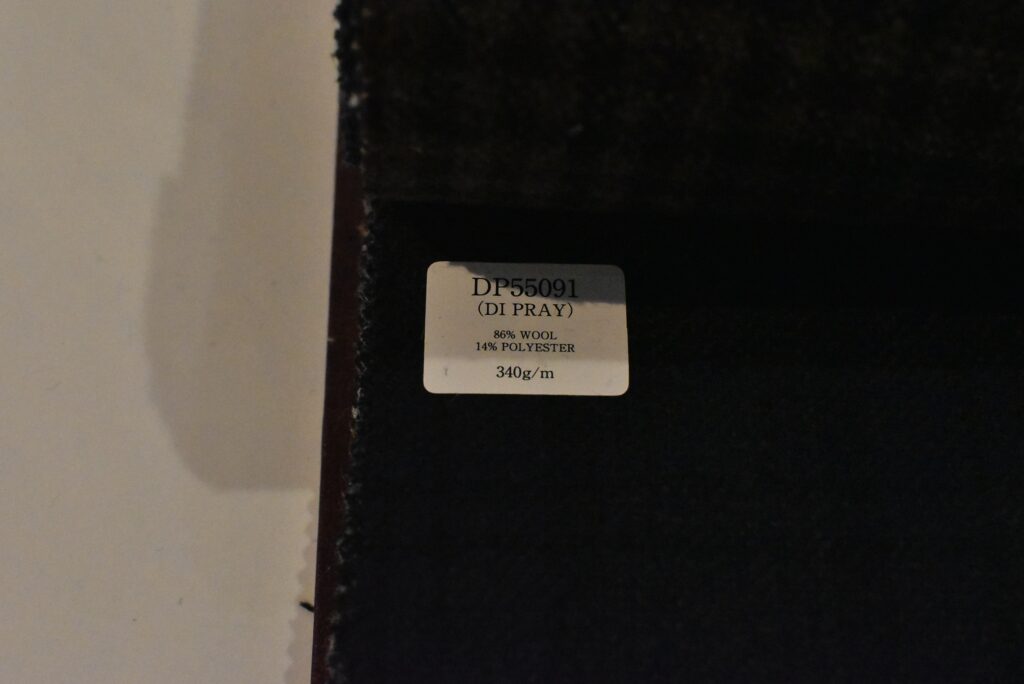 DP55091
(DI PRAY)
86% WOOL
14% POLYESTER
340g/m